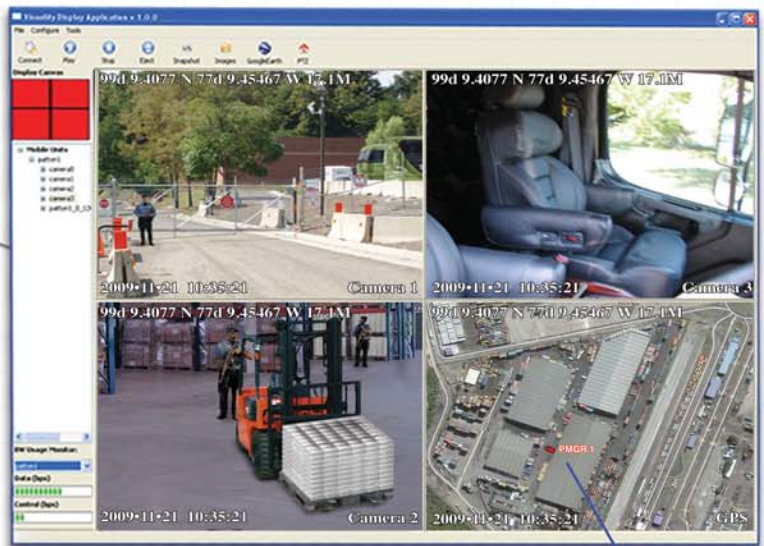 Visuality Display Application v 1.0.0
File Configure Tools
Connect Play Stop Eject Snapshot Images GoogleEarth PTZ
Display Canvas
Mobile Units
patton1
camera0
camera1
camera2
camera3
99d 9.4077 N 77d 9.45467 W 17.1M
2009•11•21 10:35:21 Camera 1
99d 9.4077 N 77d 9.45467 W 17.1M
2009•11•21 10:35:21 Camera 3
99d 9.4077 N 77d 9.45467 W 17.1M
2009•11•21 10:35:21 Camera 2
99d 9.4077 N 77d 9.45467 W 17.1M
PMGR 1
2009•11•21 10:35:21 GPS
BW Usage Monitor:
patton1
Data (bps)
Control (bps)